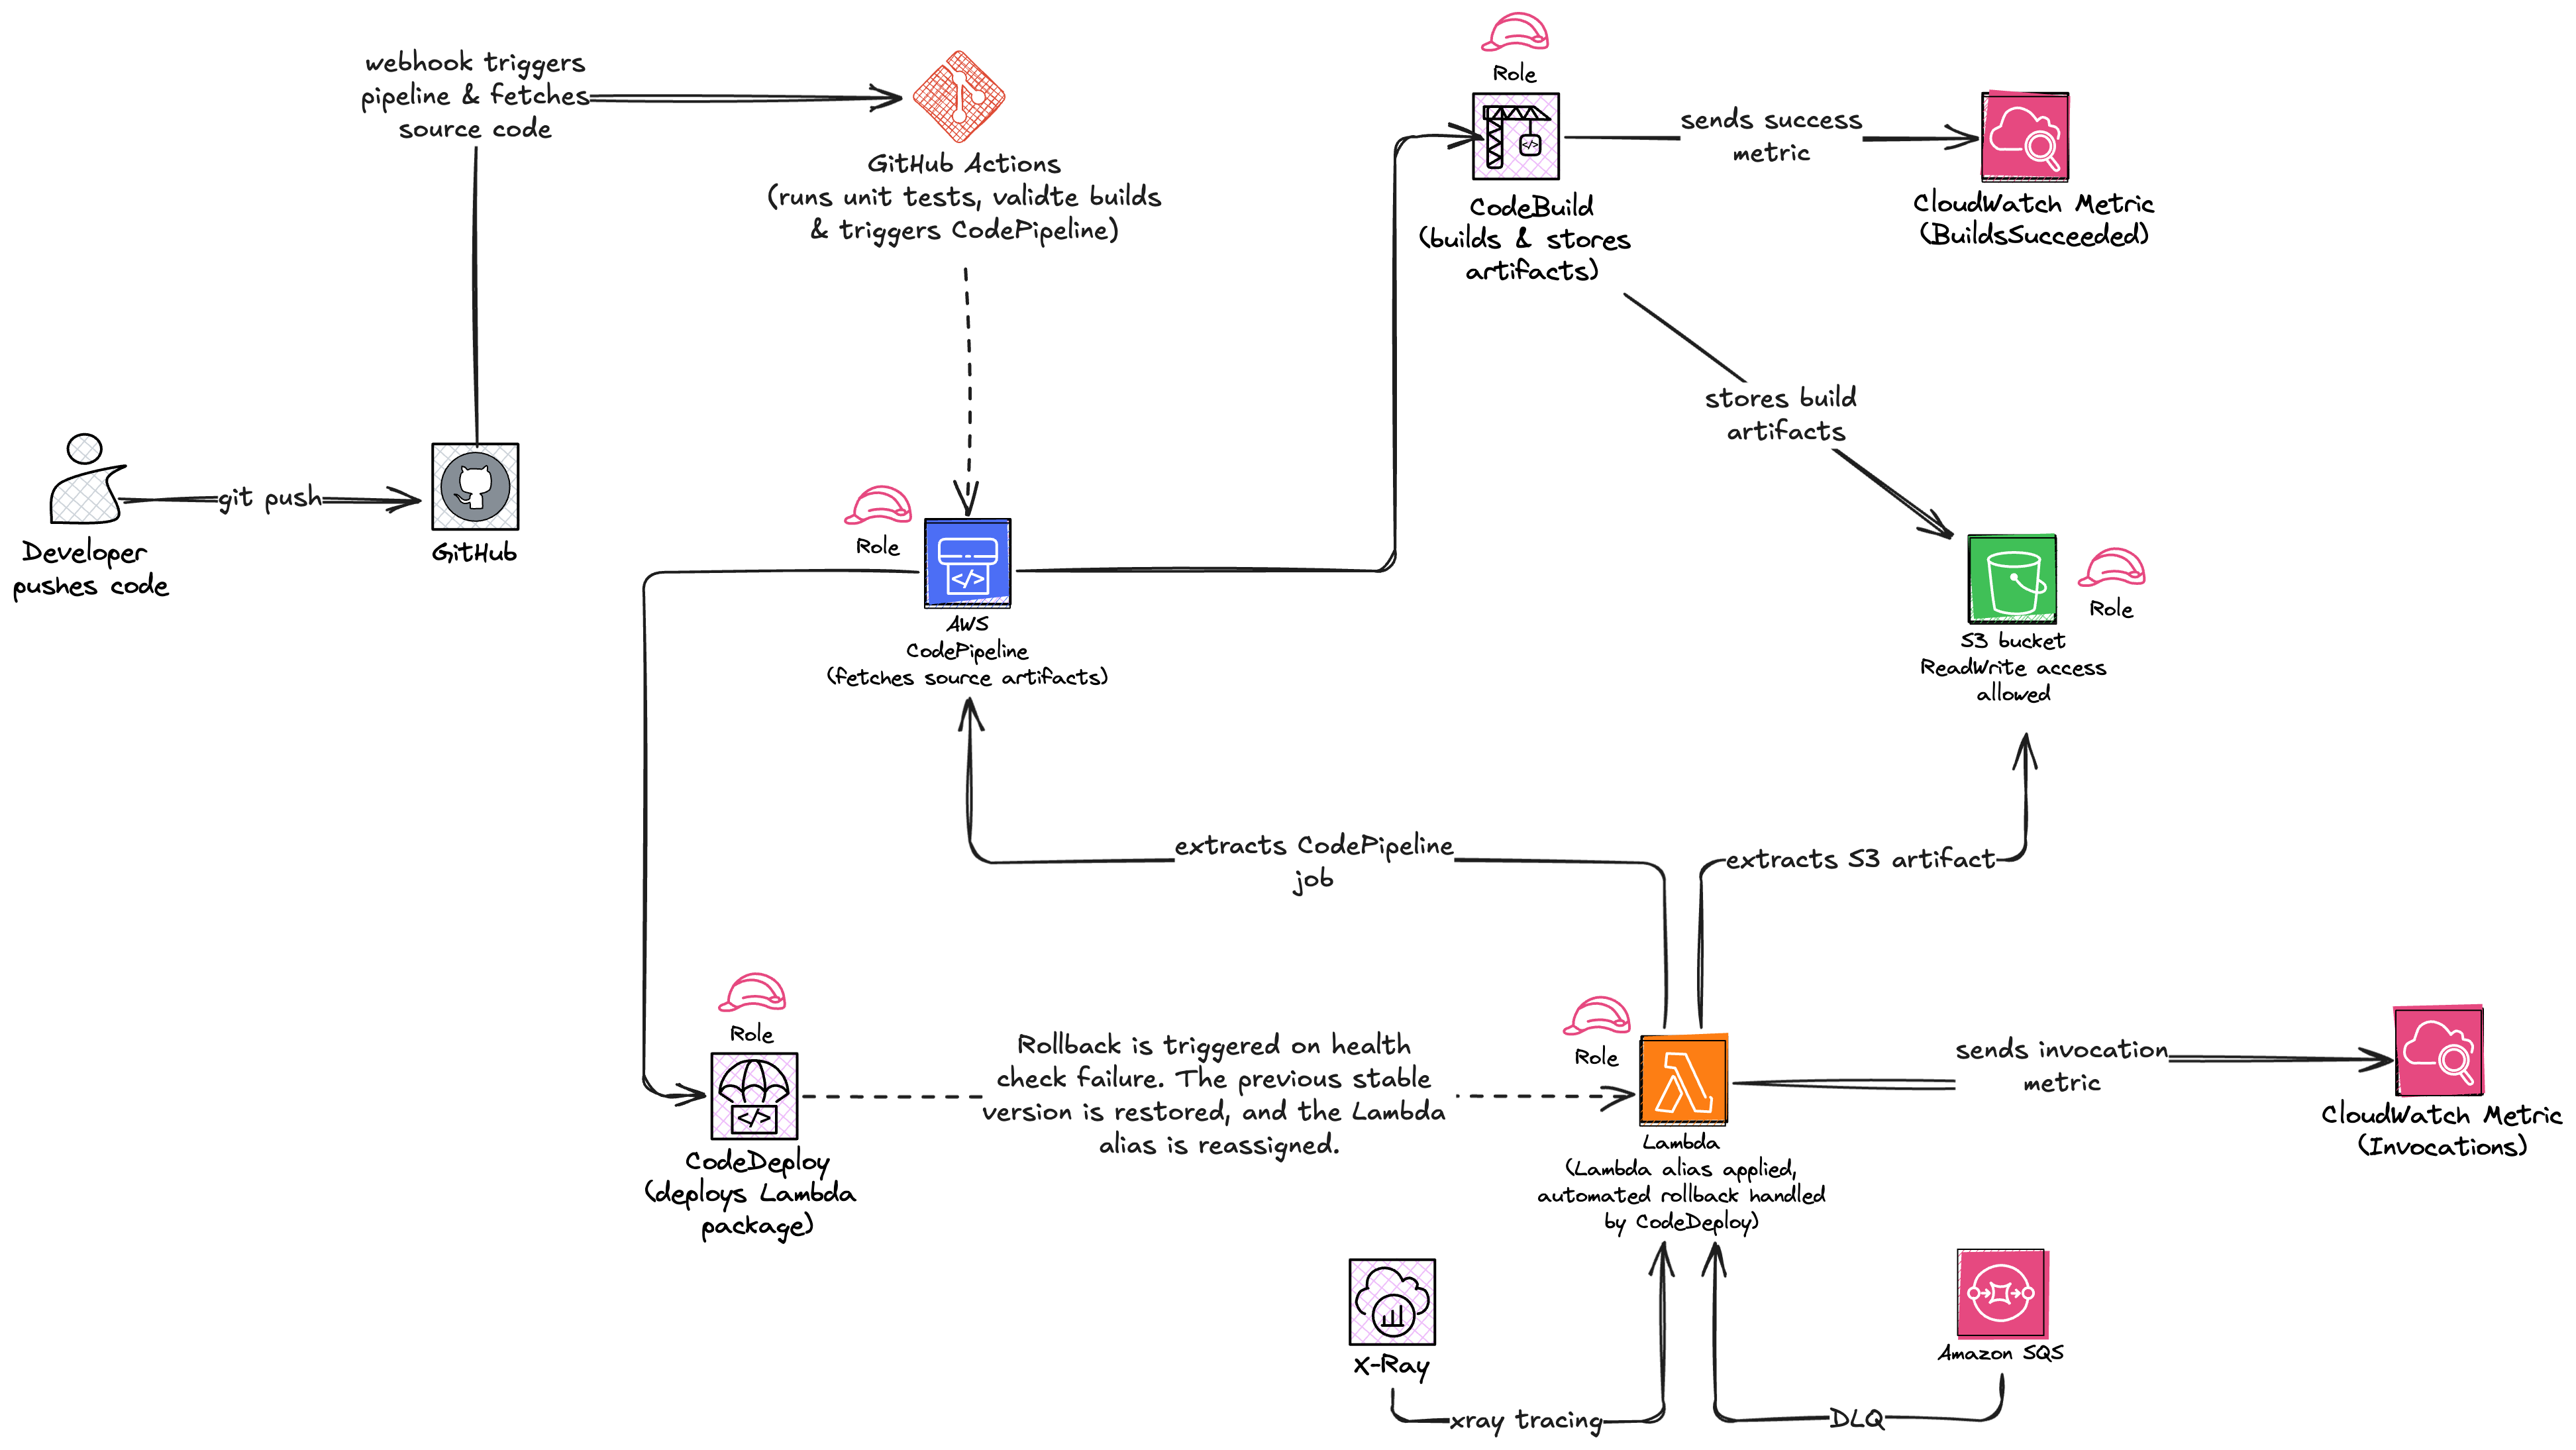 webhook triggers
pipeline & fetches
source code
GitHub Actions
(runs unit tests, validte builds
& triggers CodePipeline)
Role
CodeBuild
(builds & stores
artifacts)
sends success
metric
CloudWatch Metric
(BuildsSucceeded)
stores build
artifacts
git push
Developer
pushes code
GitHub
Role
AWS
CodePipeline
(fetches source artifacts)
Role
S3 bucket
ReadWrite access
allowed
extracts CodePipeline
job
extracts S3 artifact
Role
CodeDeploy
(deploys Lambda
package)
Rollback is triggered on health
check failure. The previous stable
version is restored, and the Lambda
alias is reassigned.
Role
Lambda
(Lambda alias applied,
automated rollback handled
by CodeDeploy)
sends invocation
metric
CloudWatch Metric
(Invocations)
X-Ray
xray tracing
Amazon SQS
DLQ